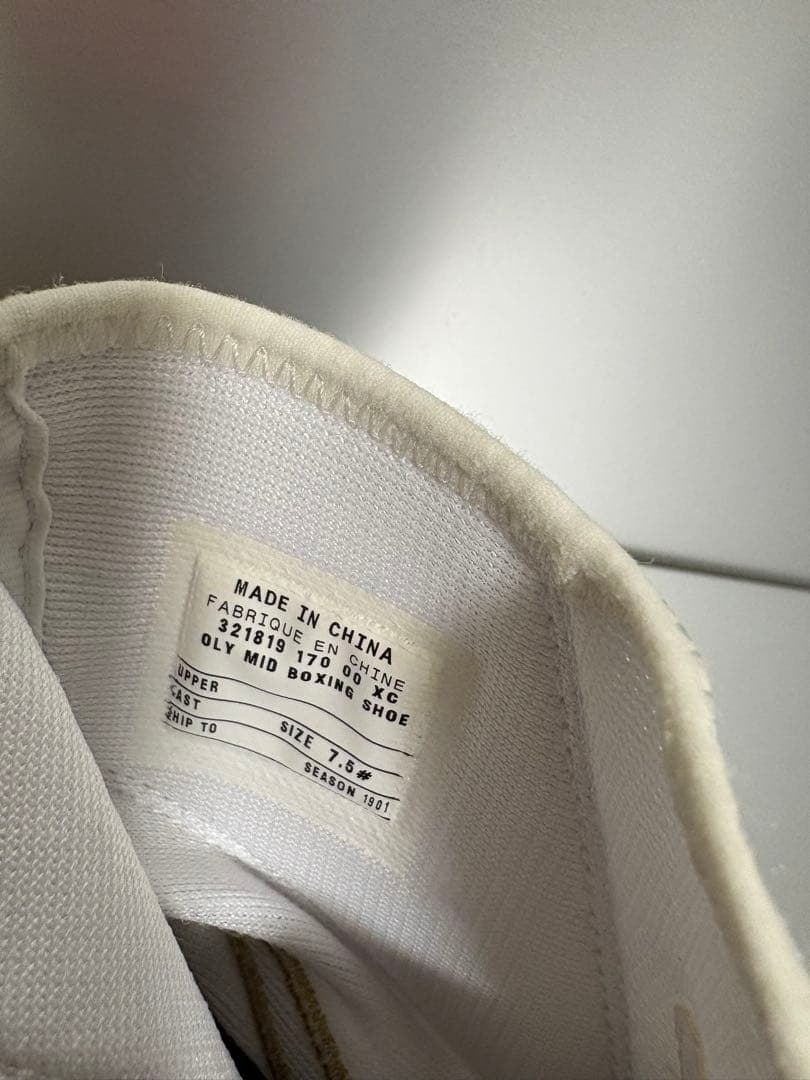 MADE IN CHINA
FABRIQUE EN CHINE
321819 170 00 XC
OLY MID BOXING SHOE
UPPER
LAST
SIZE 7.5#
SHIP TO
SEASON 1901